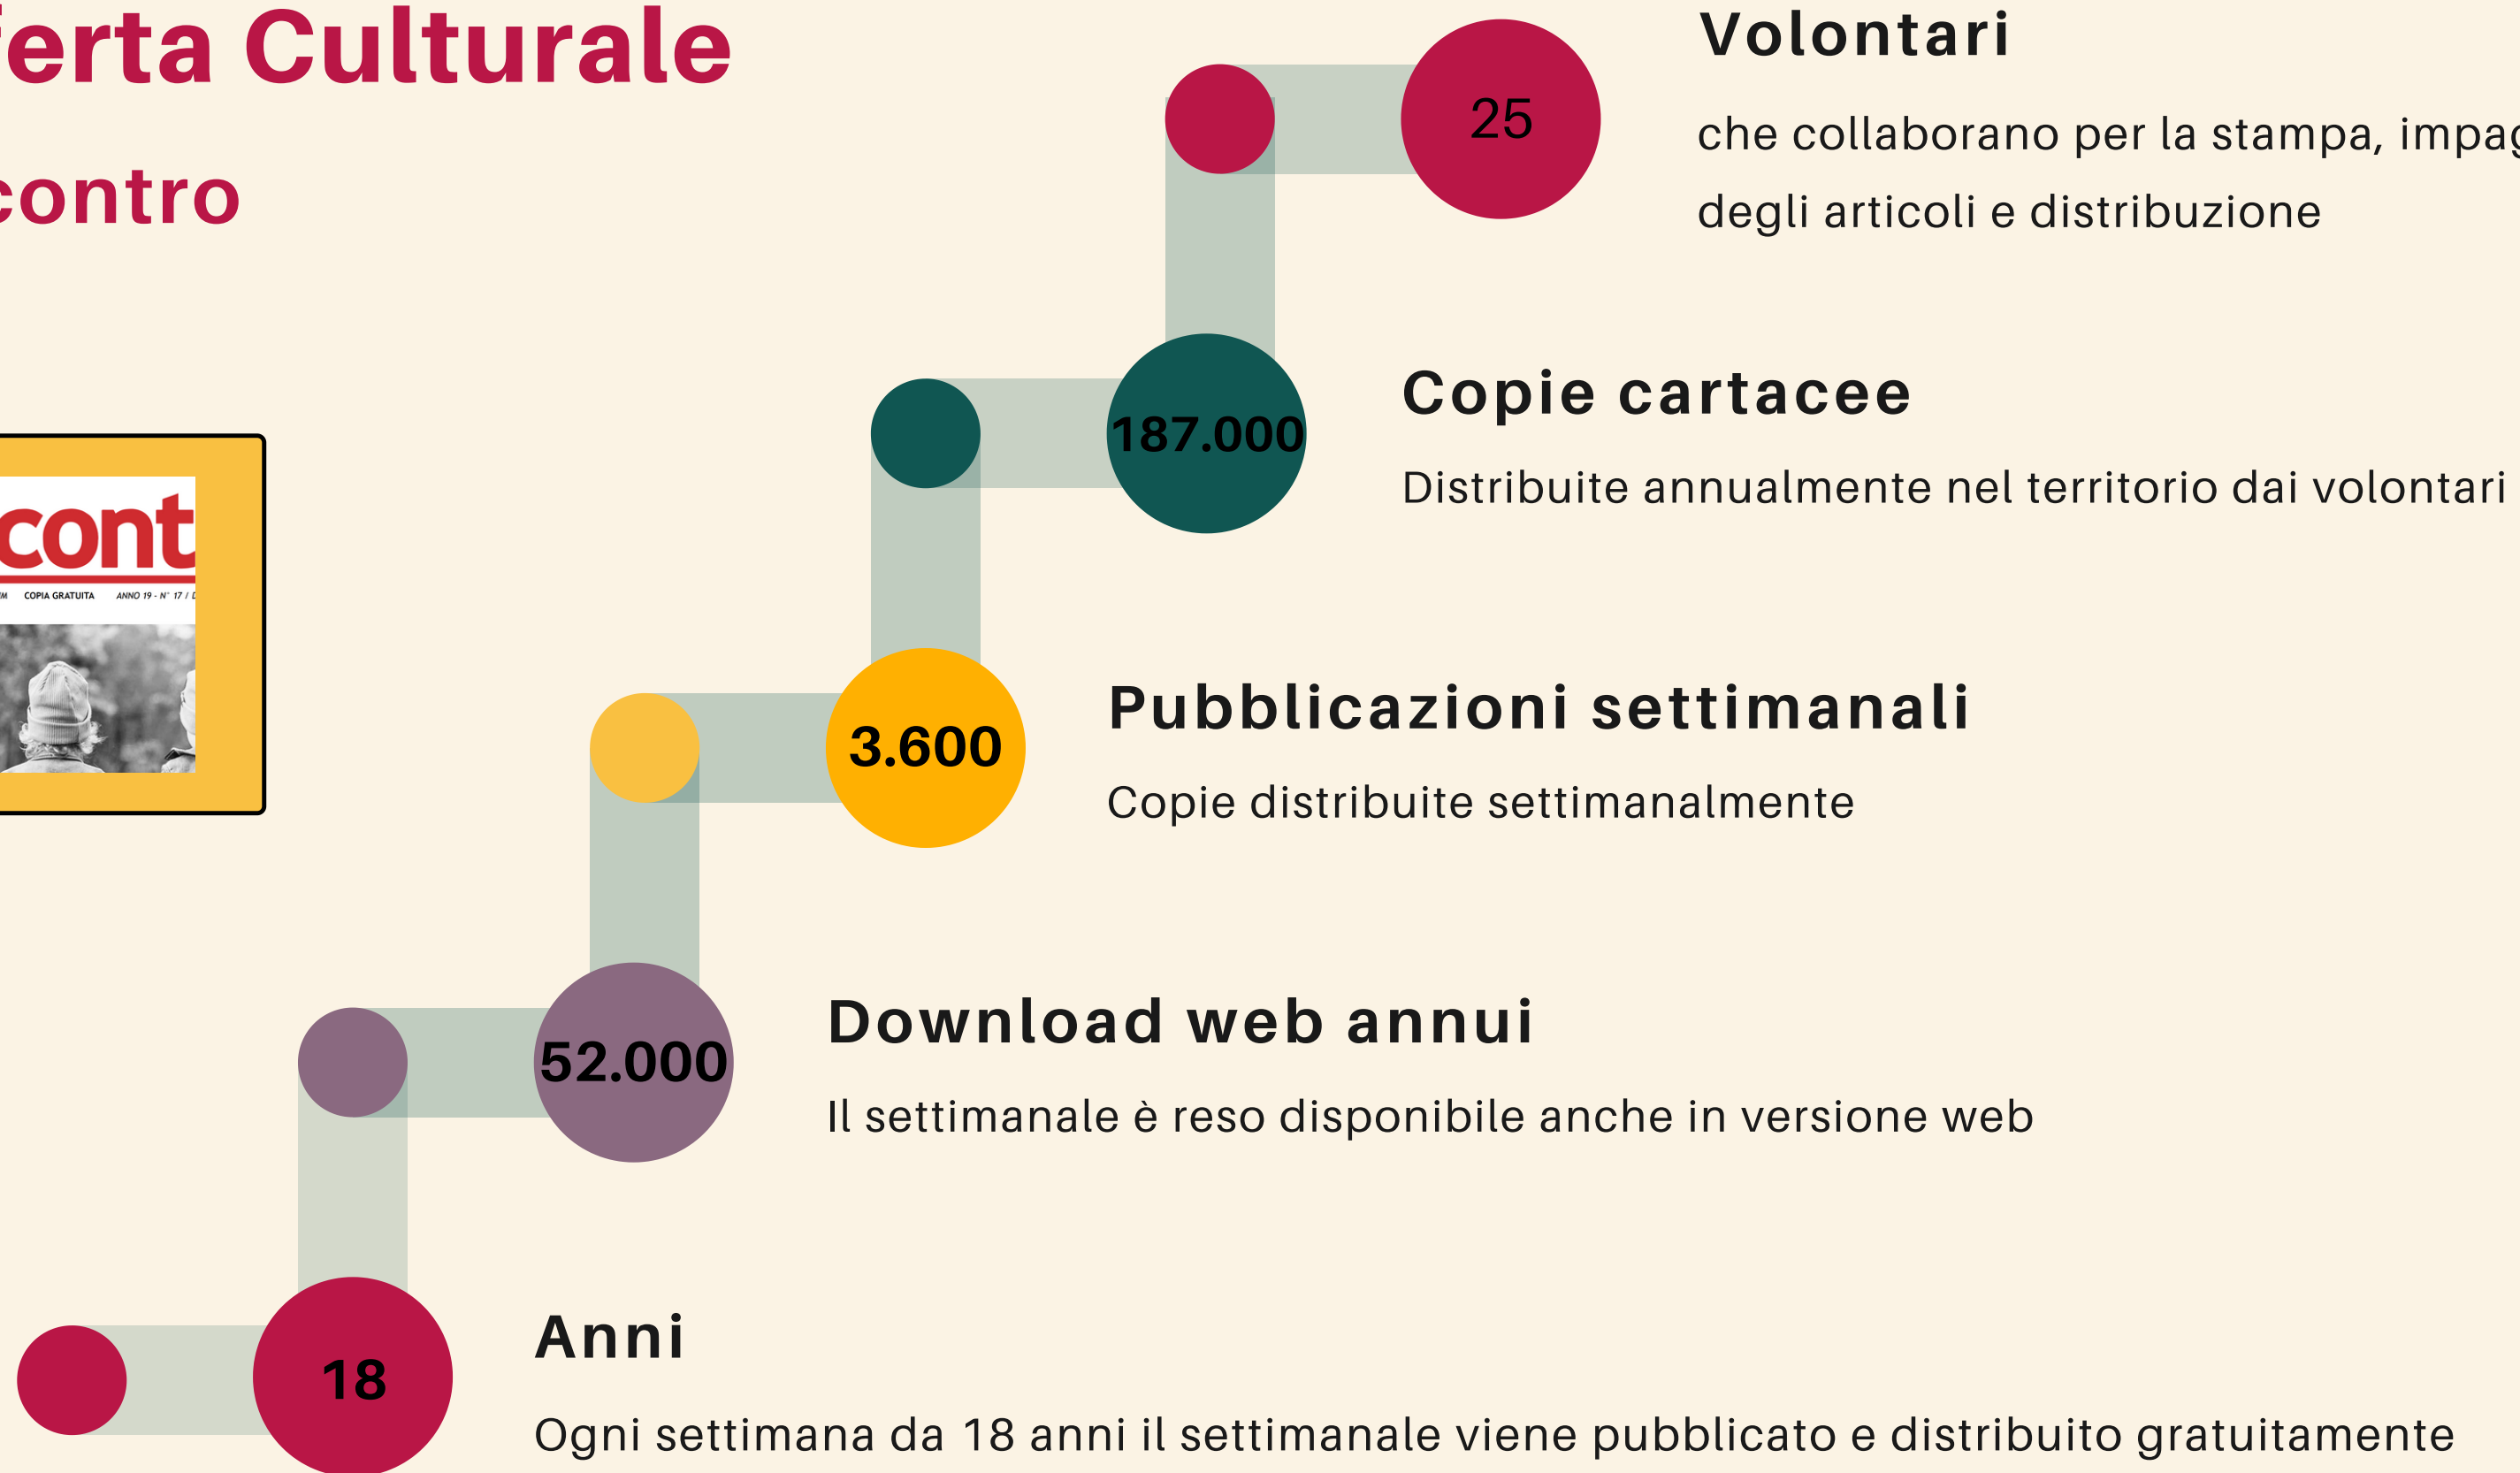 erta Culturale
contro
cont
COPIA GRATUITA ANNO 19 - N° 17 /
25
Volontari
che collaborano per la stampa, impag
degli articoli e distribuzione
187.000
Copie cartacee
Distribuite annualmente nel territorio dai volontari
3.600
Pubblicazioni settimanali
Copie distribuite settimanalmente
52.000
Download web annui
Il settimanale è reso disponibile anche in versione web
18
Anni
Ogni settimana da 18 anni il settimanale viene pubblicato e distribuito gratuitamente